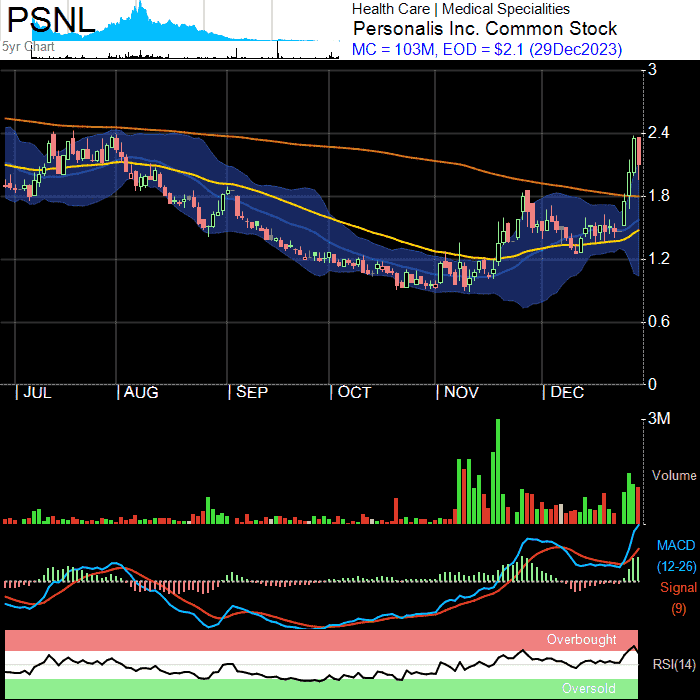 PSNL
5yr Chart
Health Care | Medical Specialities
Personalis Inc. Common Stock
MC = 103M, EOD = $2.1 (29Dec2023)
3
2.4
1.8
1.2
0.6
0
| JUL | AUG | SEP | OCT | NOV | DEC
3M
Volume
MACD
(12-26)
Signal
(9)
Overbought
RSI(14)
Oversold